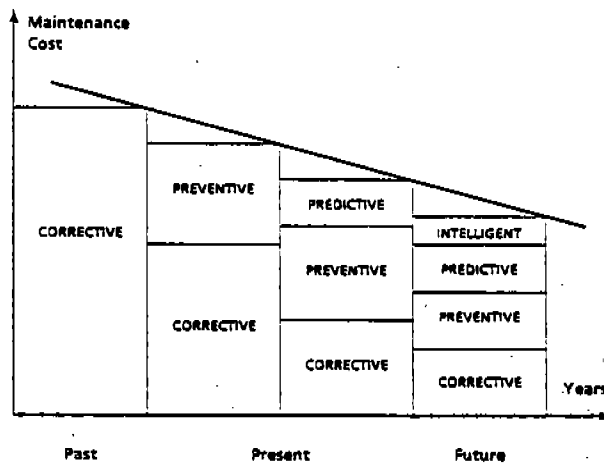 Maintenance
Cost
PREVENTIVE
PREDICTIVE
CORRECTIVE
INTELLIGENT
PREVENTIVE
PREDICTIVE
CORRECTIVE
PREVENTIVE
CORRECTIVE
CORRECTIVE
Years
Past
Present
Future